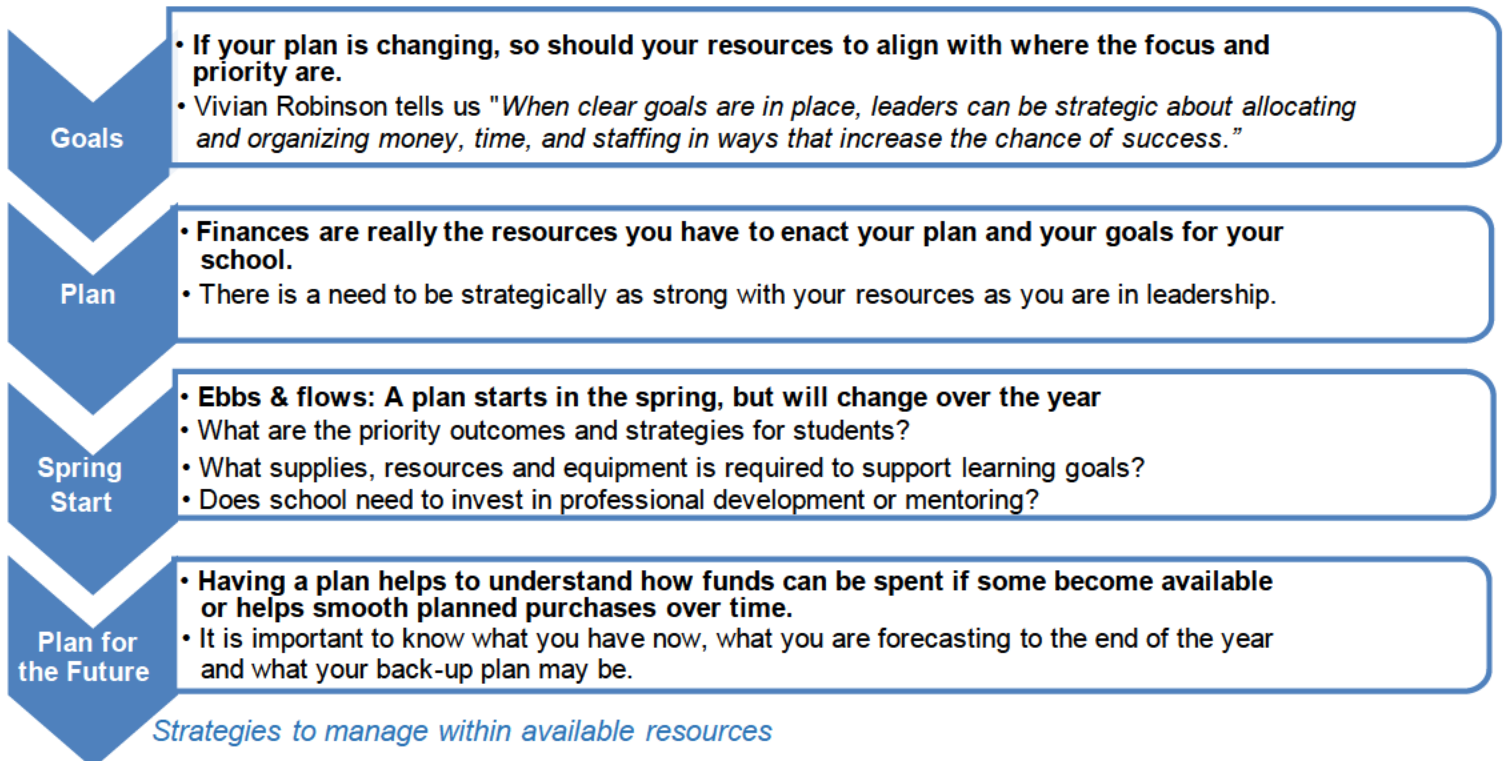 Goals
• If your plan is changing, so should your resources to align with where the focus and
priority are.
• Vivian Robinson tells us "When clear goals are in place, leaders can be strategic about allocating
and organizing money, time, and staffing in ways that increase the chance of success.”
Plan
• Finances are really the resources you have to enact your plan and your goals for your
school.
• There is a need to be strategically as strong with your resources as you are in leadership.
Spring
Start
• Ebbs & flows: A plan starts in the spring, but will change over the year
• What are the priority outcomes and strategies for students?
• What supplies, resources and equipment is required to support learning goals?
• Does school need to invest in professional development or mentoring?
Plan for
the Future
• Having a plan helps to understand how funds can be spent if some become available
or helps smooth planned purchases over time.
• It is important to know what you have now, what you are forecasting to the end of the year
and what your back-up plan may be.
Strategies to manage within available resources